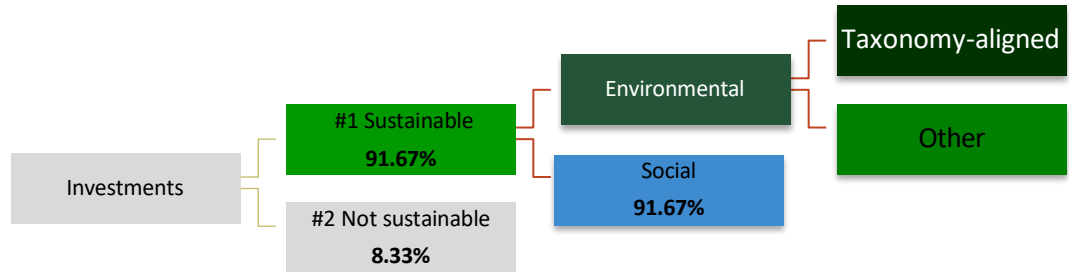 Investments
#1 Sustainable
91.67%
#2 Not sustainable
8.33%
Environmental
Social
91.67%
Taxonomy-aligned
Other